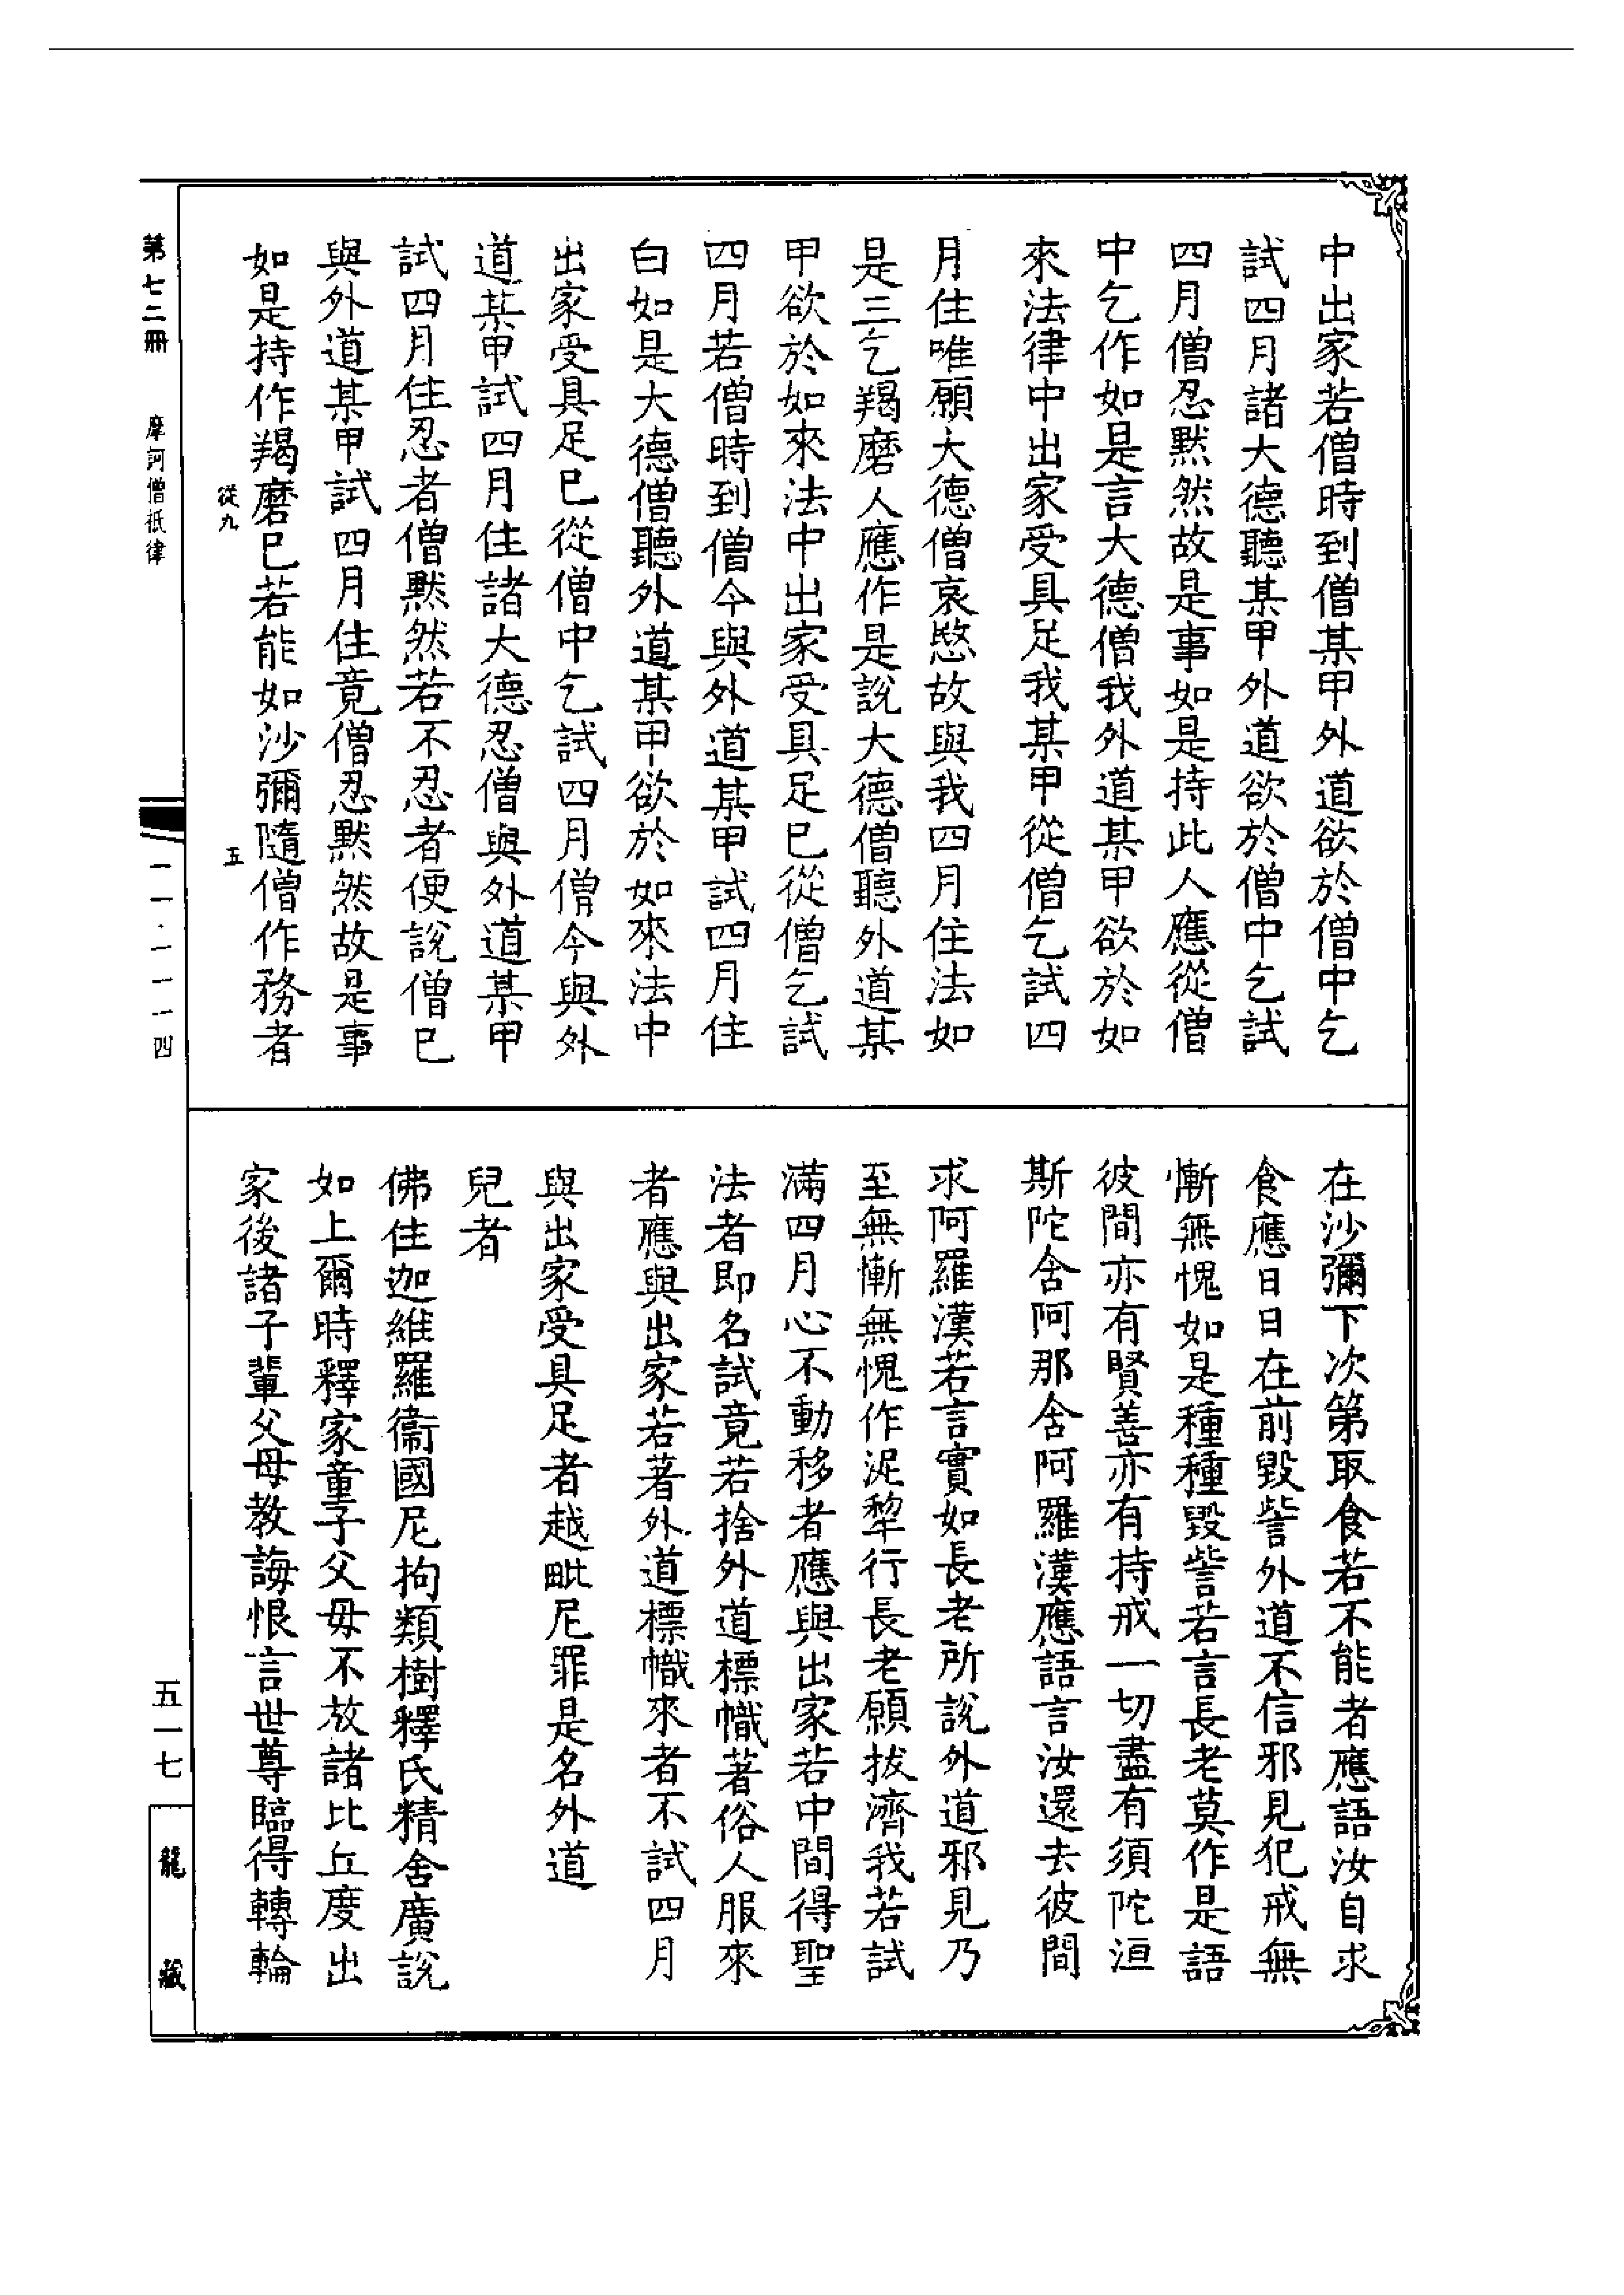 中出家若僧時到僧某甲外道欲於僧中乞
試四月諸大德聽某甲外道欲於僧中乞試
四月僧忍默然故是事如是持此人應從僧
中乞作如是言大德僧我外道某甲欲於如
來法律中出家受具足我某甲從僧乞試四
月住唯願大德僧哀愍故與我四月住法如
是三乞羯磨人應作是說大德僧聽外道某
甲欲於如來法中出家受具足已從僧乞試
四月若僧時到僧今與外道某甲試四月住
白如是大德僧聽外道某甲欲於如來法中
出家受具足已從僧中乞試四月僧今與外
道某甲試四月住諸大德忍僧與外道某甲
試四月住忍者僧默然若不忍者便說僧已
與外道某甲試四月住竟僧忍默然故是事
如是持作羯磨已若能如沙彌隨僧作務者
從九
五
在沙彌下次第取食若不能者應語汝自求
食應日日在前毀呰外道不信邪見犯戒無
慚無愧如是種種毀呰若言長老莫作是語
彼間亦有賢善亦有持戒一切盡有須陀洹
斯陀含阿那含阿羅漢應語言汝還去彼間
求阿羅漢若言實如長老所說外道邪見乃
至無慚無愧作泥犂行長老願拔濟我若試
滿四月心不動移者應與出家若中間得聖
法者即名試竟若捨外道標幟著俗人服來
者應與出家若著外道標幟來者不試四月
與出家受具足者越毗尼罪是名外道
兒者
佛住迦維羅衞國尼拘類樹釋氏精舍廣說
如上爾時釋家童子父母不放諸比丘度出
家後諸子輩父母教誨恨言世尊臨得轉輪
第七二冊
摩訶僧祇律
一一·一一一四
五一七
龍藏